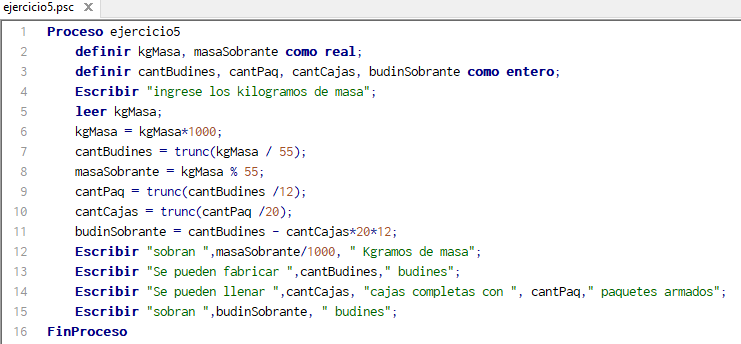 ejercicio5.psc X
1 Proceso ejercicio5
2 definir kgMasa, masaSobrante como real;
3 definir cantBudines, cantPaq, cantCajas, budinSobrante como entero;
4 Escribir "ingrese los kilogramos de masa";
5 leer kgMasa;
6 kgMasa = kgMasa*1000;
7 cantBudines = trunc(kgMasa / 55);
8 masaSobrante = kgMasa % 55;
9 cantPaq = trunc(cantBudines /12);
10 cantCajas = trunc(cantPaq /20);
11 budinSobrante = cantBudines - cantCajas*20*12;
12 Escribir "sobran ",masaSobrante/1000, " Kgramos de masa";
13 Escribir "Se pueden fabricar ",cantBudines," budines";
14 Escribir "Se pueden llenar ",cantCajas, "cajas completas con ", cantPaq," paquetes armados";
15 Escribir "sobran ",budinSobrante, " budines";
16 FinProceso